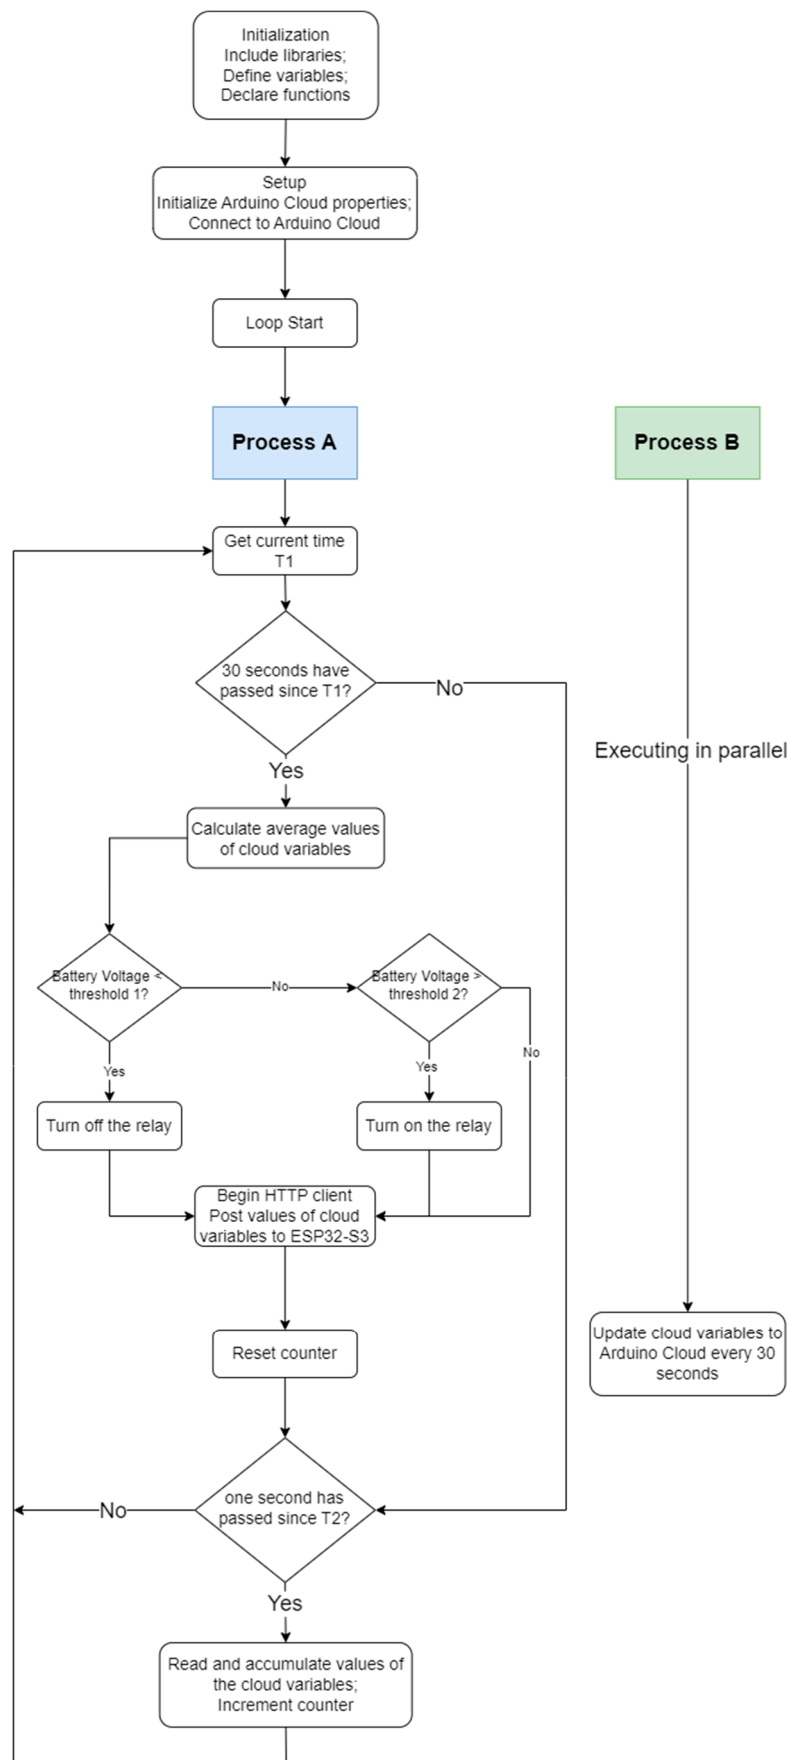 Initialization
Include libraries;
Define variables;
Declare functions
Setup
Initialize Arduino Cloud properties;
Connect to Arduino Cloud
Loop Start
Process A
Process B
Get current time
T1
30 seconds have
passed since T1?
No
Executing in parallel
Yes
Calculate average values
of cloud variables
Battery Voltage <
threshold 1?
No
Battery Voltage >
threshold 2?
No
Yes
Yes
Turn off the relay
Turn on the relay
Begin HTTP client
Post values of cloud
variables to ESP32-S3
Reset counter
Update cloud variables to
Arduino Cloud every 30
seconds
one second has
passed since T2?
No
Yes
Read and accumulate values of
the cloud variables;
Increment counter